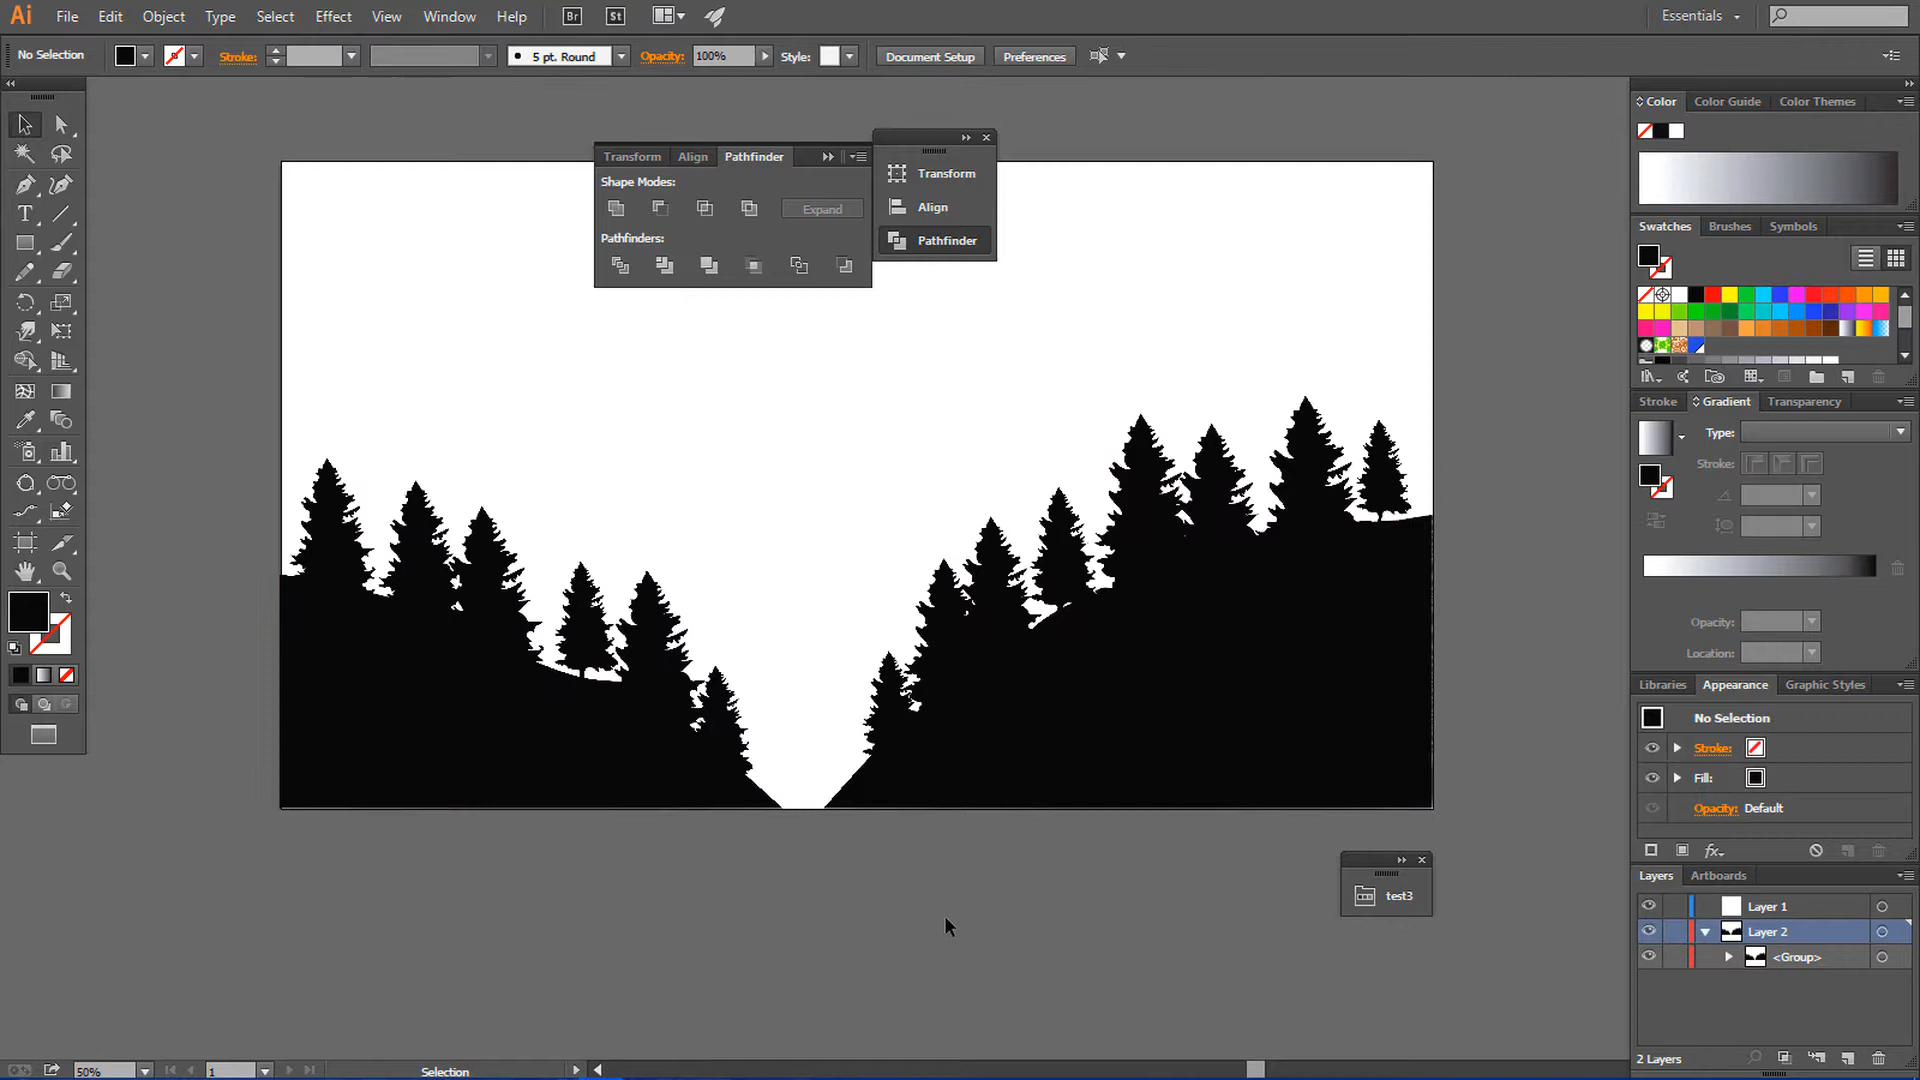 Ai File Edit Object Type Select Effect View Window Help Br St Essentials
No Selection Stroke: 5 pt. Round Opacity: 100% Style: Document Setup Preferences
Transform Align Pathfinder
Shape Modes:
Expand
Pathfinders:
Transform
Align
Pathfinder
Color Color Guide Color Themes
Swatches Brushes Symbols
Stroke Gradient Transparency
Type:
Stroke:
Opacity:
Location:
Libraries Appearance Graphic Styles
No Selection
Stroke:
Fill:
Opacity: Default
fx
Layers Artboards
Layer 1
Layer 2
<Group>
2 Layers
test3
T
50% 1 Selection